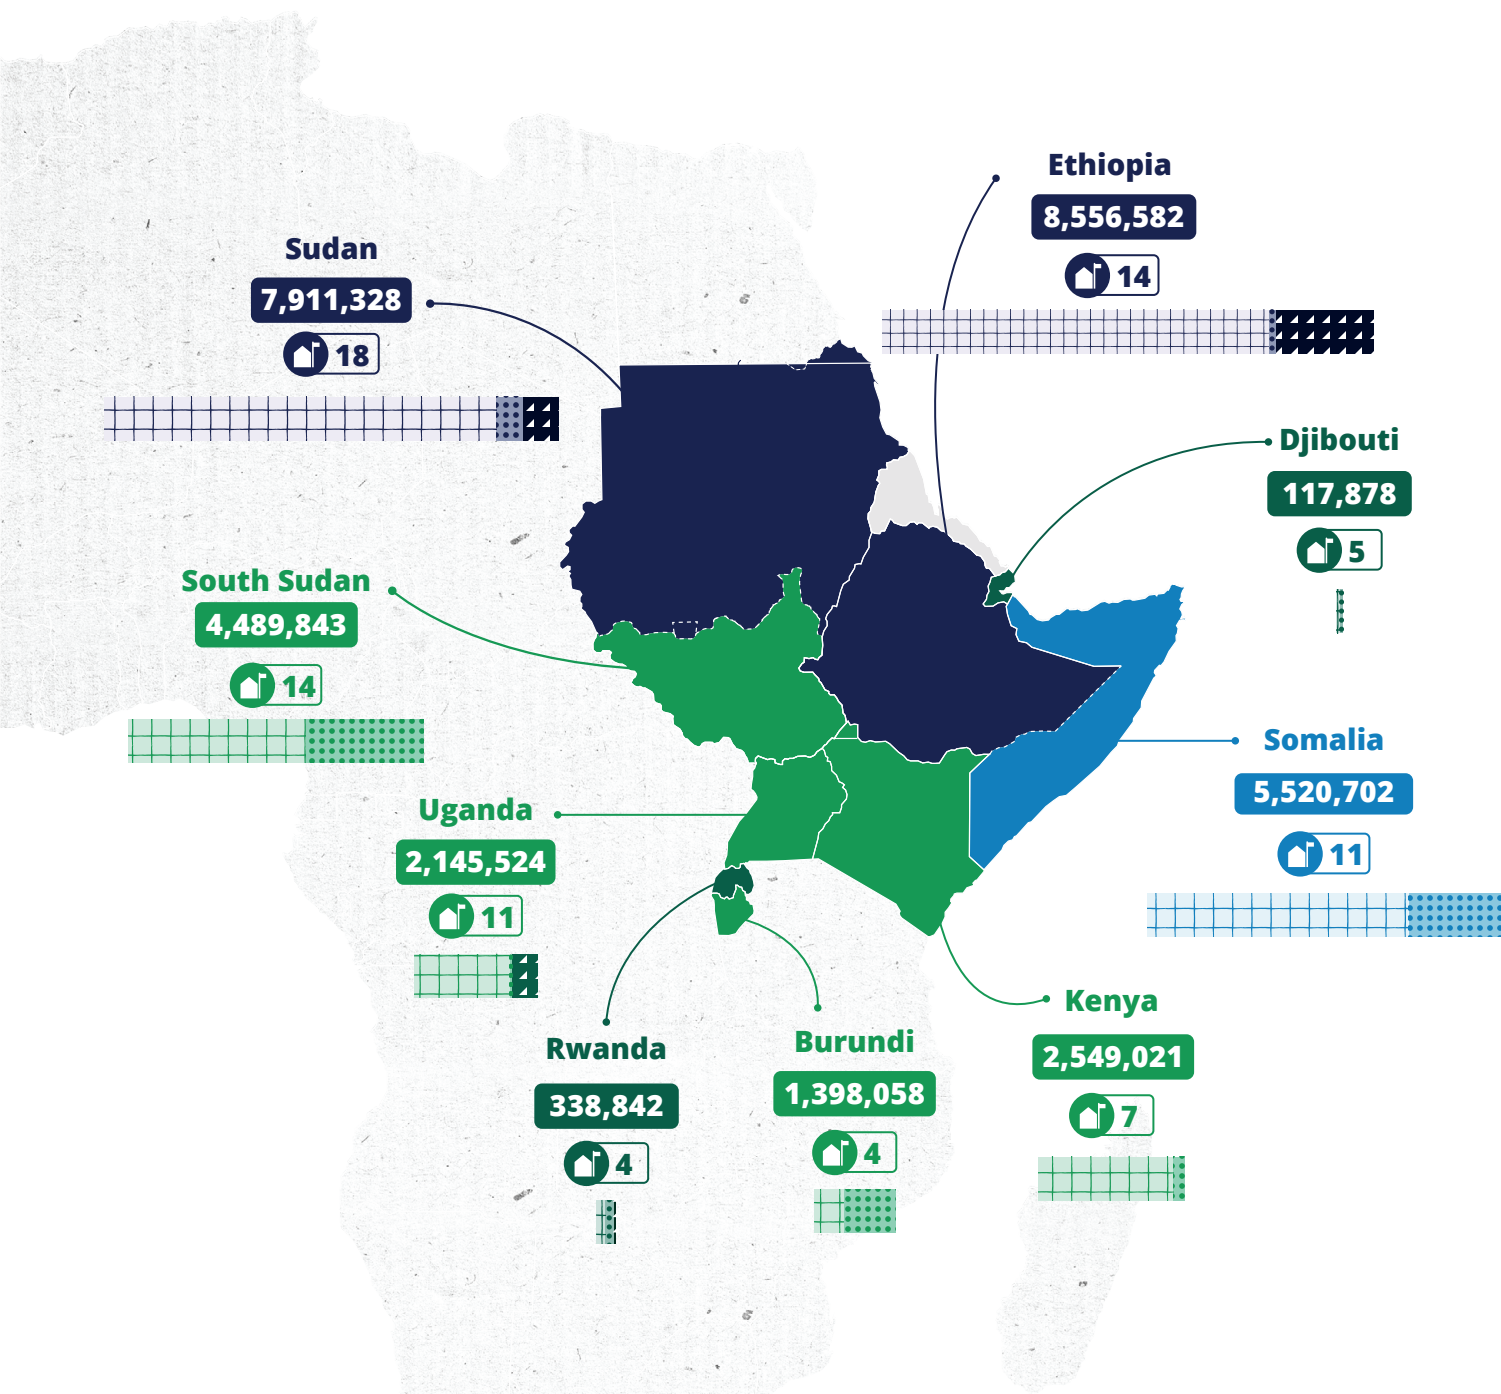 Ethiopia
8,556,582
14
Sudan
7,911,328
18
Djibouti
117,878
5
South Sudan
4,489,843
14
Somalia
5,520,702
11
Uganda
2,145,524
11
Kenya
2,549,021
7
Rwanda
338,842
4
Burundi
1,398,058
4